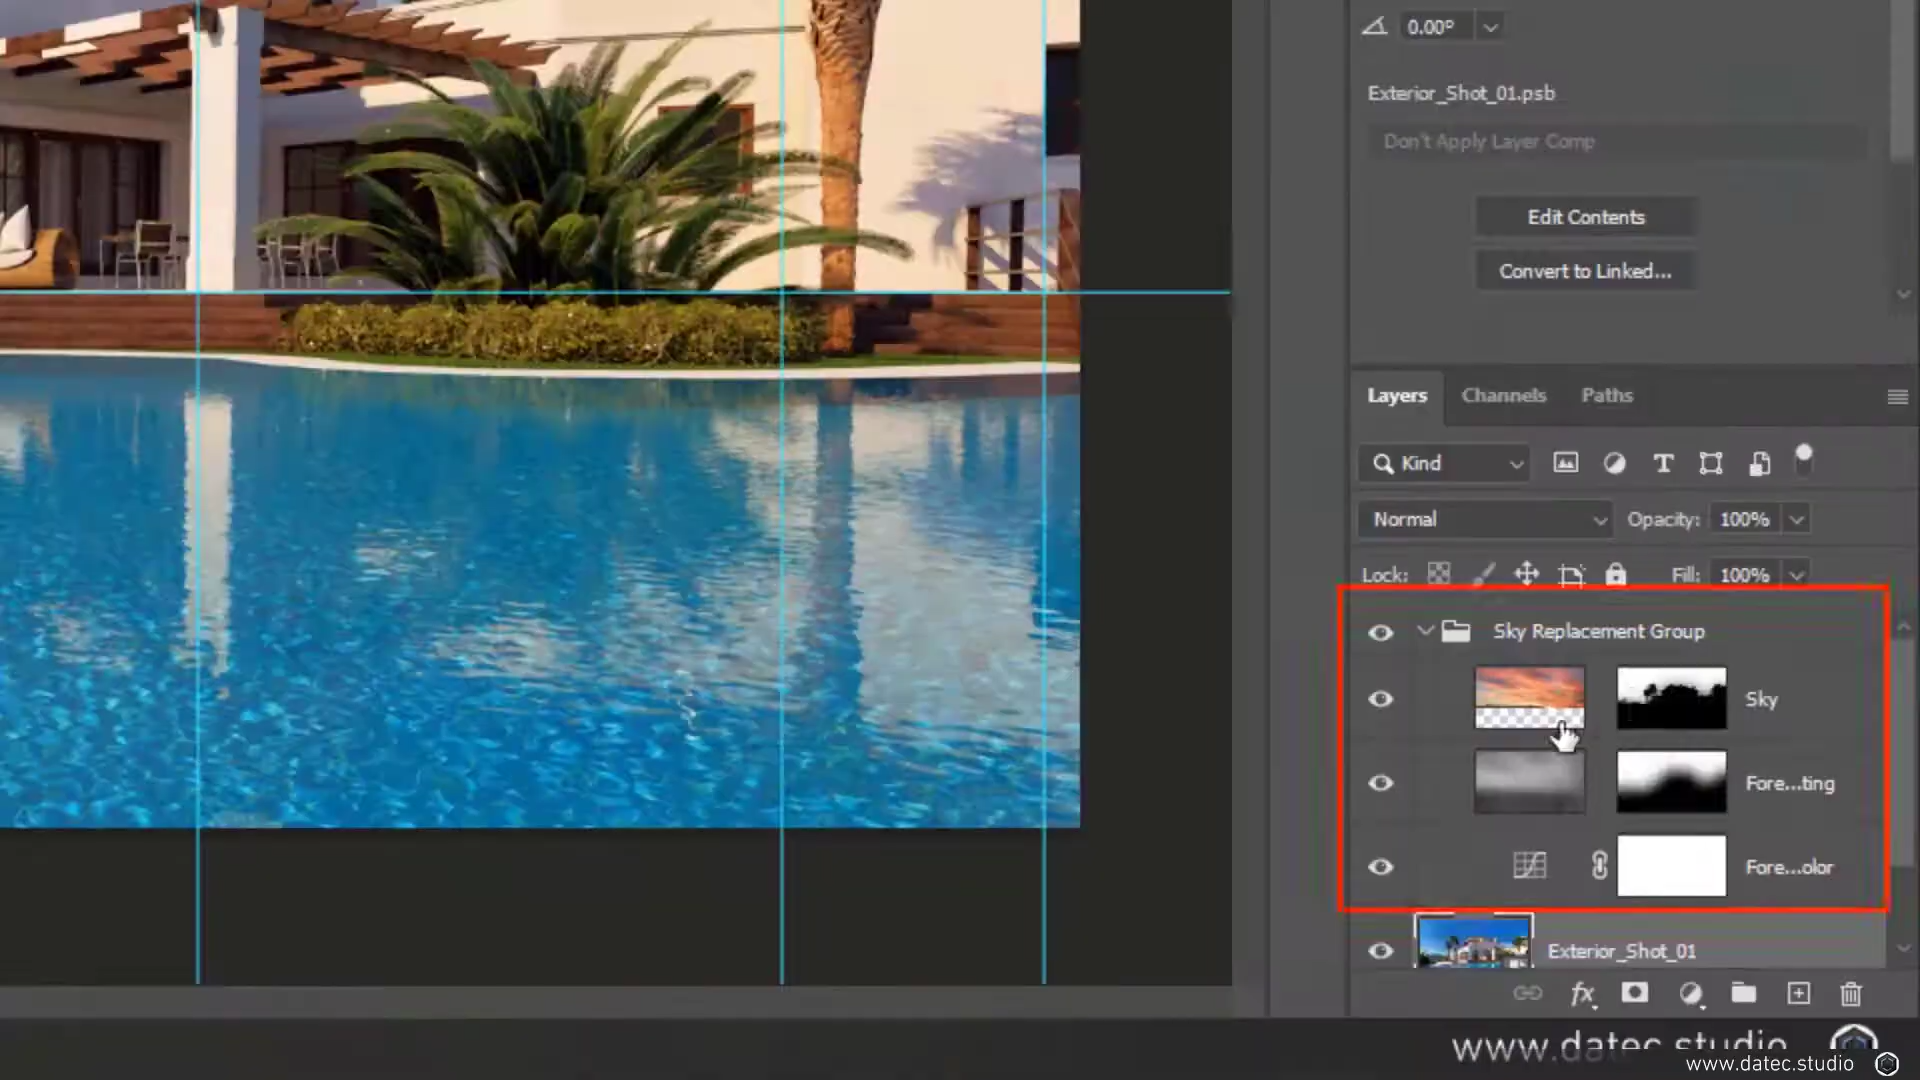 0.00°
Exterior_Shot_01.psb
Don't Apply Layer Comp
Edit Contents
Convert to Linked...
Layers Channels Paths
Kind
Normal Opacity: 100%
Lock: Fill: 100%
Sky Replacement Group
Sky
Fore...ting
Fore...olor
Exterior_Shot_01
fx
www.datec.studio
www.datec.studio